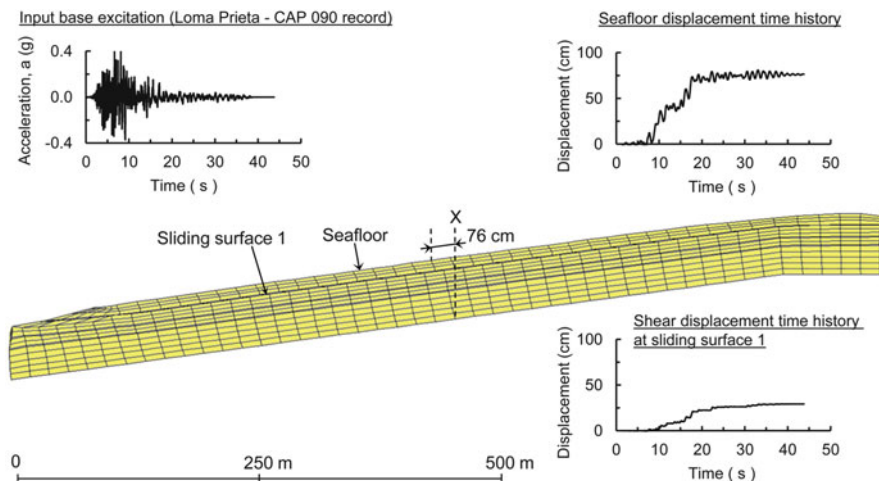 Input base excitation (Loma Prieta - CAP 090 record)
Acceleration, a (g)
0.4
0.0
-0.4
0 10 20 30 40 50
Time ( s )
Seafloor displacement time history
Displacement (cm)
100
50
0
0 10 20 30 40 50
Time ( s )
X
76 cm
Sliding surface 1
Seafloor
Shear displacement time history
at sliding surface 1
Displacement (cm)
100
50
0
0 10 20 30 40 50
Time ( s )
0 250 m 500 m